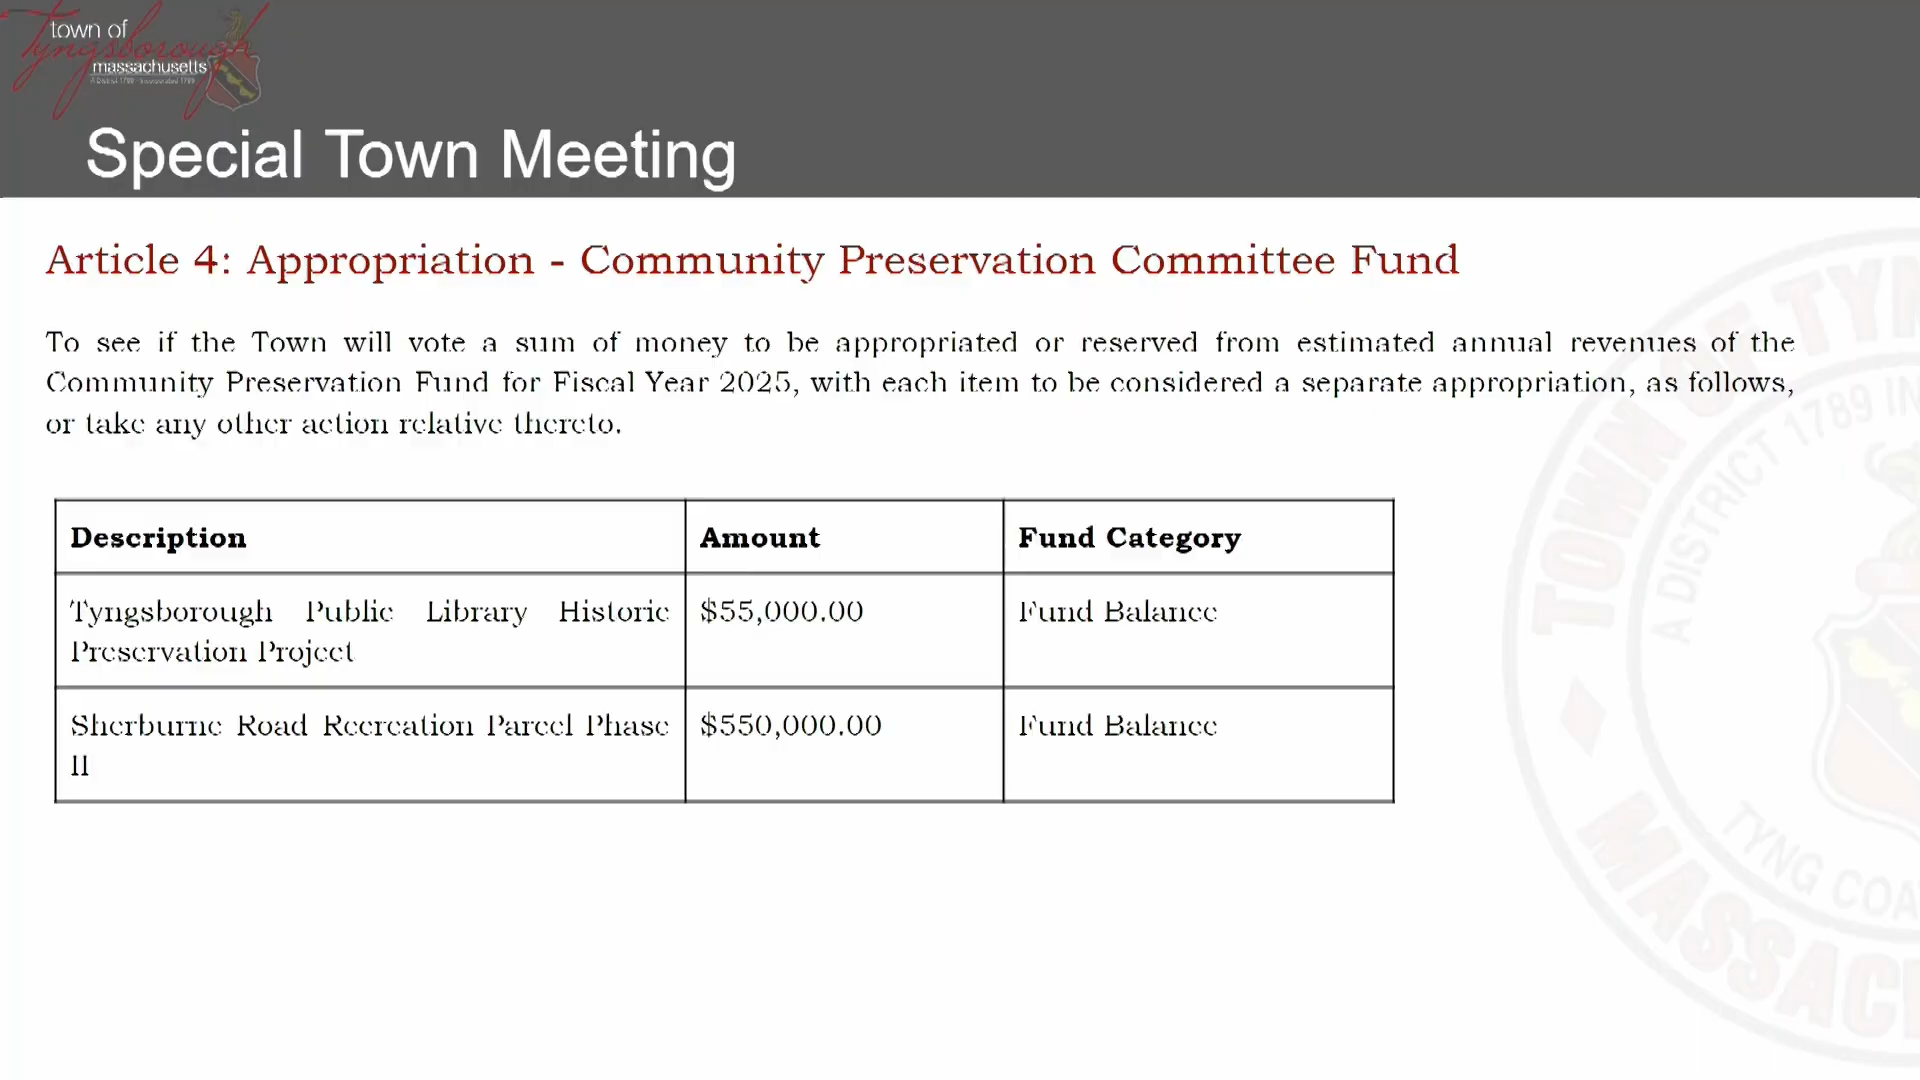 town of
Tyngsborough
massachusetts
Special Town Meeting
Article 4: Appropriation - Community Preservation Committee Fund
To see if the Town will vote a sum of money to be appropriated or reserved from estimated annual revenues of the
Community Preservation Fund for Fiscal Year 2025, with each item to be considered a separate appropriation, as follows,
or take any other action relative thereto.
Description Amount Fund Category
Tyngsborough Public Library Historic
Preservation Project
$55,000.00
Fund Balance
Sherburne Road Recreation Parcel Phase
II
$550,000.00
Fund Balance
TOWN OF TYN
A DISTRICT 1789 IN
TYNG COA
MASSAC